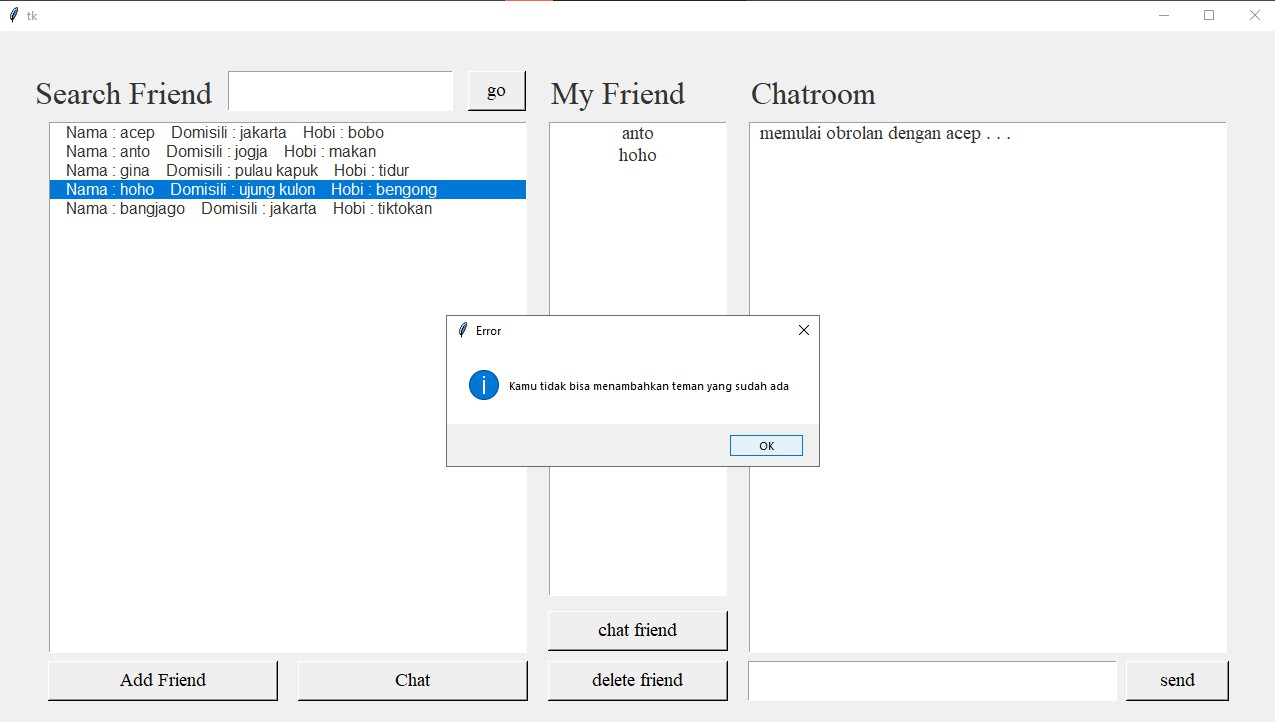 tk
Search Friend
go
My Friend
Chatroom
Nama : acep Domisili : jakarta Hobi : bobo
Nama : anto Domisili : jogja Hobi : makan
Nama : gina Domisili : pulau kapuk Hobi : tidur
Nama : hoho Domisili : ujung kulon Hobi : bengong
Nama : bangjago Domisili : jakarta Hobi : tiktokan
anto
hoho
memulai obrolan dengan acep . . .
Error
Kamu tidak bisa menambahkan teman yang sudah ada
OK
chat friend
Add Friend
Chat
delete friend
send